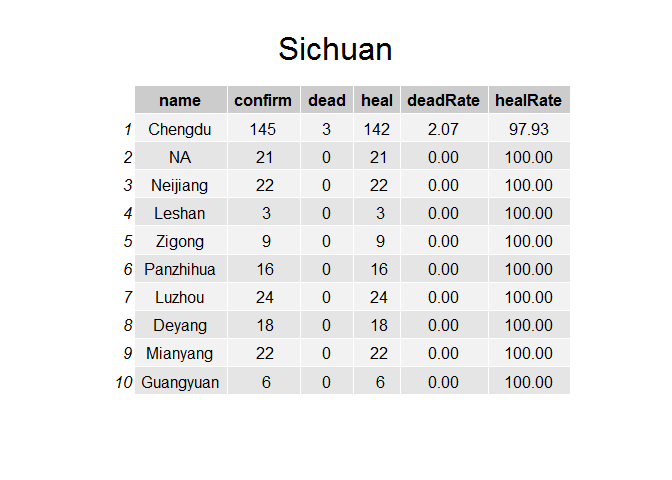 Sichuan
name confirm dead heal deadRate healRate
1 Chengdu 145 3 142 2.07 97.93
2 NA 21 0 21 0.00 100.00
3 Neijiang 22 0 22 0.00 100.00
4 Leshan 3 0 3 0.00 100.00
5 Zigong 9 0 9 0.00 100.00
6 Panzhihua 16 0 16 0.00 100.00
7 Luzhou 24 0 24 0.00 100.00
8 Deyang 18 0 18 0.00 100.00
9 Mianyang 22 0 22 0.00 100.00
10 Guangyuan 6 0 6 0.00 100.00